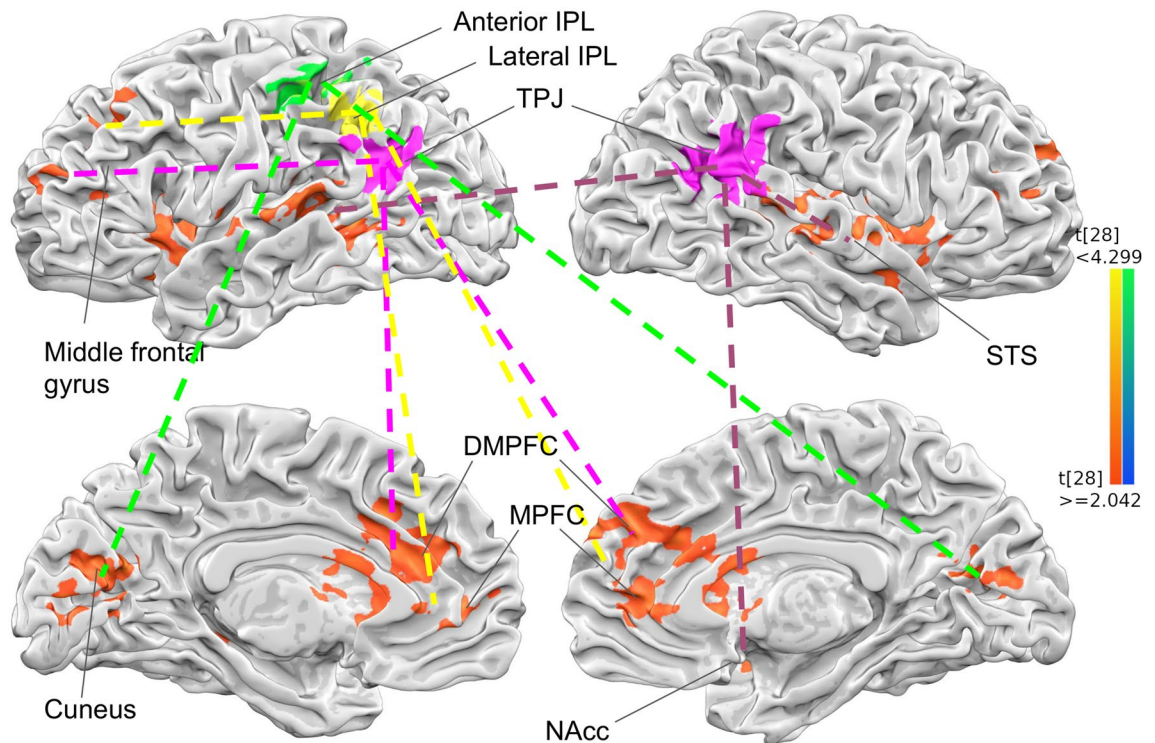 Anterior IPL
Lateral IPL
TPJ
t[28]
<4.299
Middle frontal
gyrus
STS
DMPFC
MPFC
t[28]
>=2.042
Cuneus
NAcc